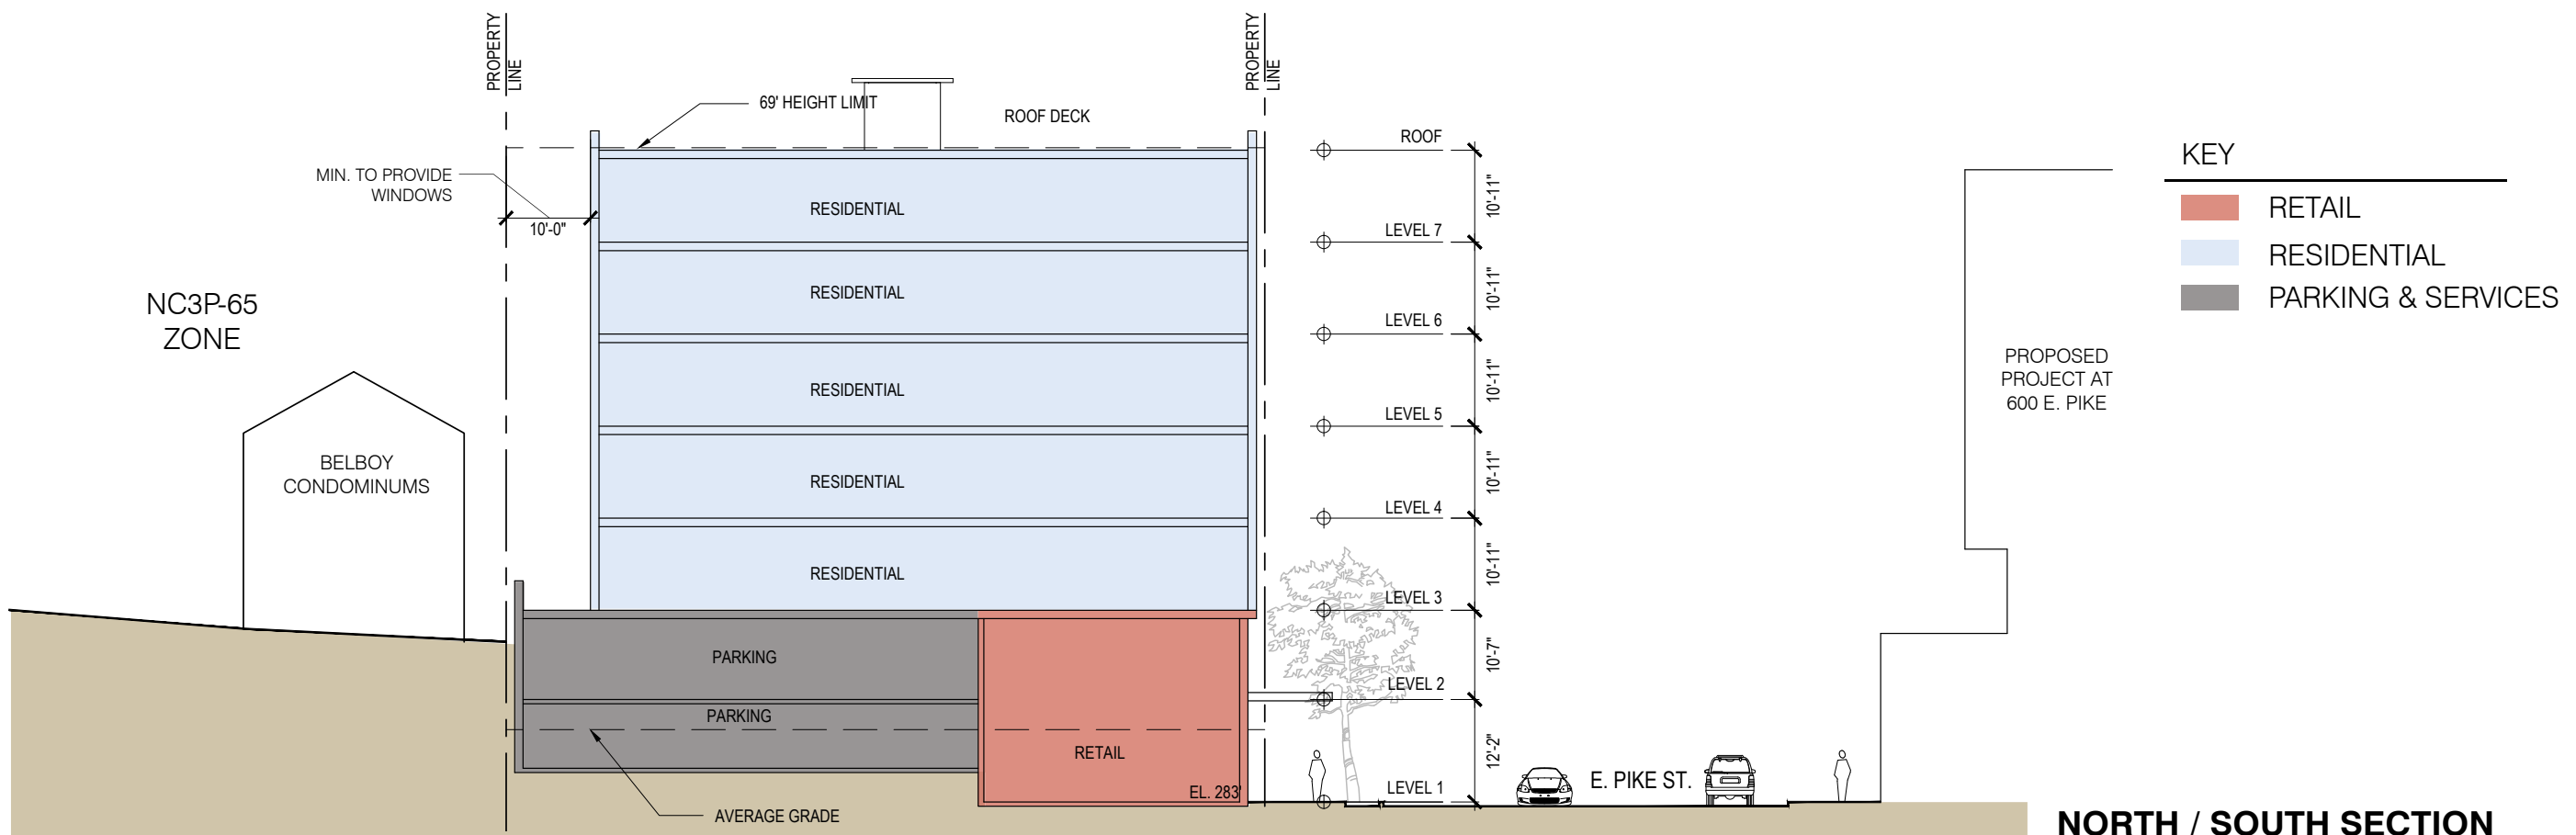 PROPERTY
LINE
PROPERTY
LINE
69' HEIGHT LIMIT
ROOF DECK
ROOF
MIN. TO PROVIDE
WINDOWS
10'-0"
RESIDENTIAL
10'-11"
LEVEL 7
KEY
RETAIL
RESIDENTIAL
PARKING & SERVICES
NC3P-65
ZONE
RESIDENTIAL
10'-11"
LEVEL 6
RESIDENTIAL
10'-11"
LEVEL 5
PROPOSED
PROJECT AT
600 E. PIKE
BELBOY
CONDOMINUMS
RESIDENTIAL
10'-11"
LEVEL 4
RESIDENTIAL
10'-11"
LEVEL 3
PARKING
10'-7"
LEVEL 2
PARKING
RETAIL
12'-2"
EL. 283'
LEVEL 1
E. PIKE ST.
AVERAGE GRADE
NORTH / SOUTH SECTION